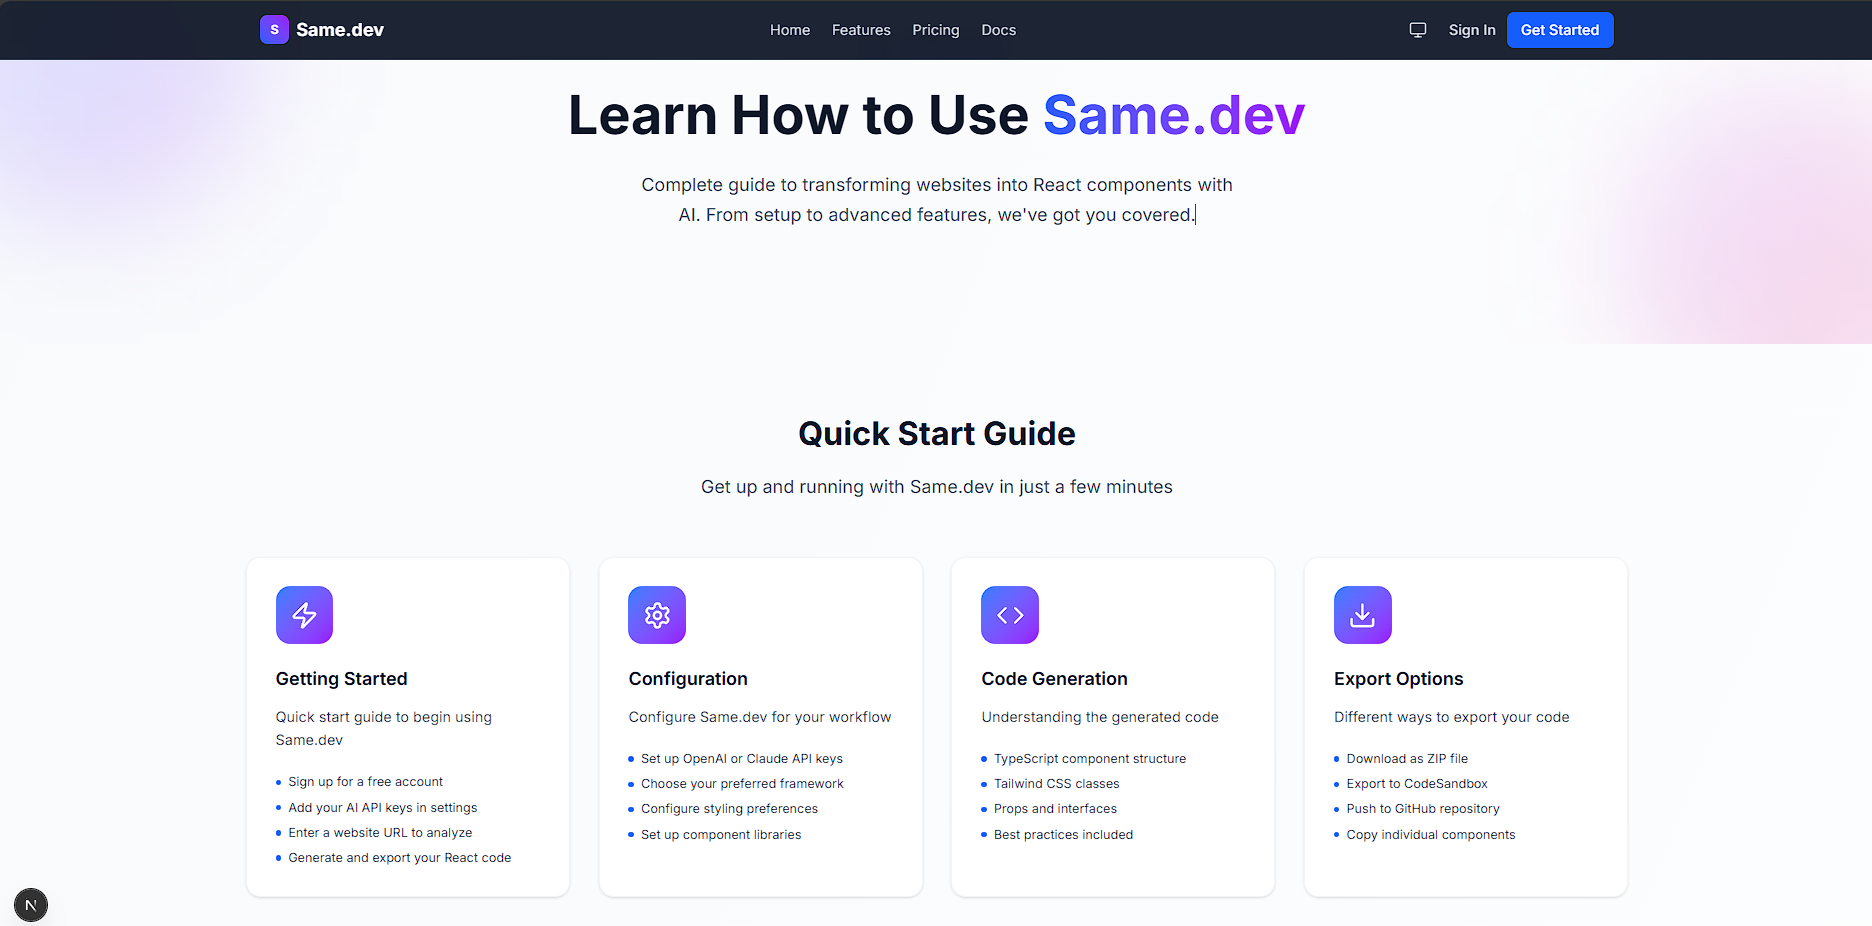 S Same.dev
Home Features Pricing Docs
Sign In Get Started
Learn How to Use Same.dev
Complete guide to transforming websites into React components with
AI. From setup to advanced features, we've got you covered.
Quick Start Guide
Get up and running with Same.dev in just a few minutes
Getting Started
Quick start guide to begin using
Same.dev
Sign up for a free account
Add your AI API keys in settings
Enter a website URL to analyze
Generate and export your React code
Configuration
Configure Same.dev for your workflow
Set up OpenAI or Claude API keys
Choose your preferred framework
Configure styling preferences
Set up component libraries
Code Generation
Understanding the generated code
TypeScript component structure
Tailwind CSS classes
Props and interfaces
Best practices included
Export Options
Different ways to export your code
Download as ZIP file
Export to CodeSandbox
Push to GitHub repository
Copy individual components
N